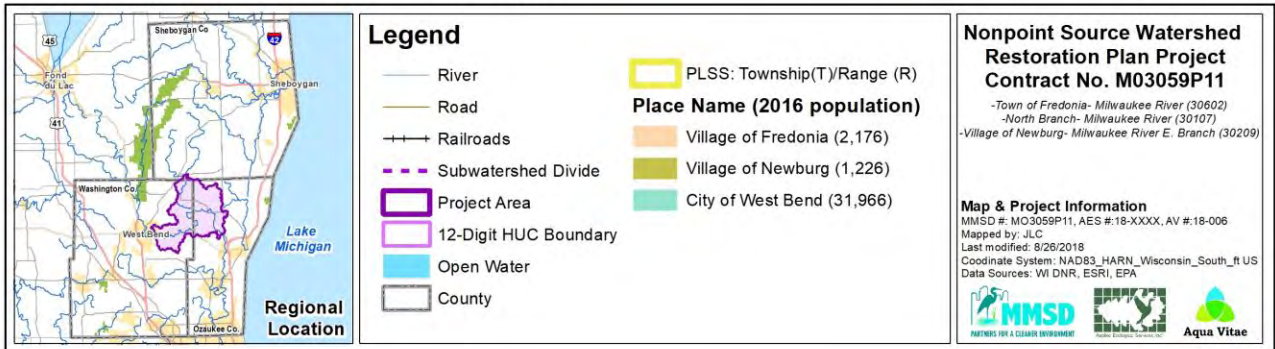 Sheboygan Co.
45
42
Fond
du Lac
Sheboygan
41
Washington Co.
West Bend
Lake
Michigan
Regional
Location
Ozaukee Co.
Legend
River
Road
Railroads
Subwatershed Divide
Project Area
12-Digit HUC Boundary
Open Water
County
PLSS: Township(T)/Range (R)
Place Name (2016 population)
Village of Fredonia (2,176)
Village of Newburg (1,226)
City of West Bend (31,966)
Nonpoint Source Watershed
Restoration Plan Project
Contract No. M03059P11
-Town of Fredonia- Milwaukee River (30602)
-North Branch- Milwaukee River (30107)
-Village of Newburg- Milwaukee River E. Branch (30209)
Map & Project Information
MMSD #: MO3059P11, AES #:18-XXXX, AV #:18-006
Mapped by: JLC
Last modified: 8/26/2018
Coodinate System: NAD83_HARN_Wisconsin_South_ft US
Data Sources: WI DNR, ESRI, EPA
MMSD
PARTNERS FOR A CLEANER ENVIRONMENT
Applied Ecological Services, Inc.
Aqua Vitae